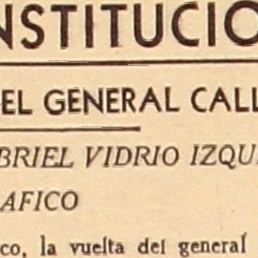 NSTITUCIO
EL GENERAL CALL
BRIEL VIDRIO IZQU
AFICO
co, la vuelta del general